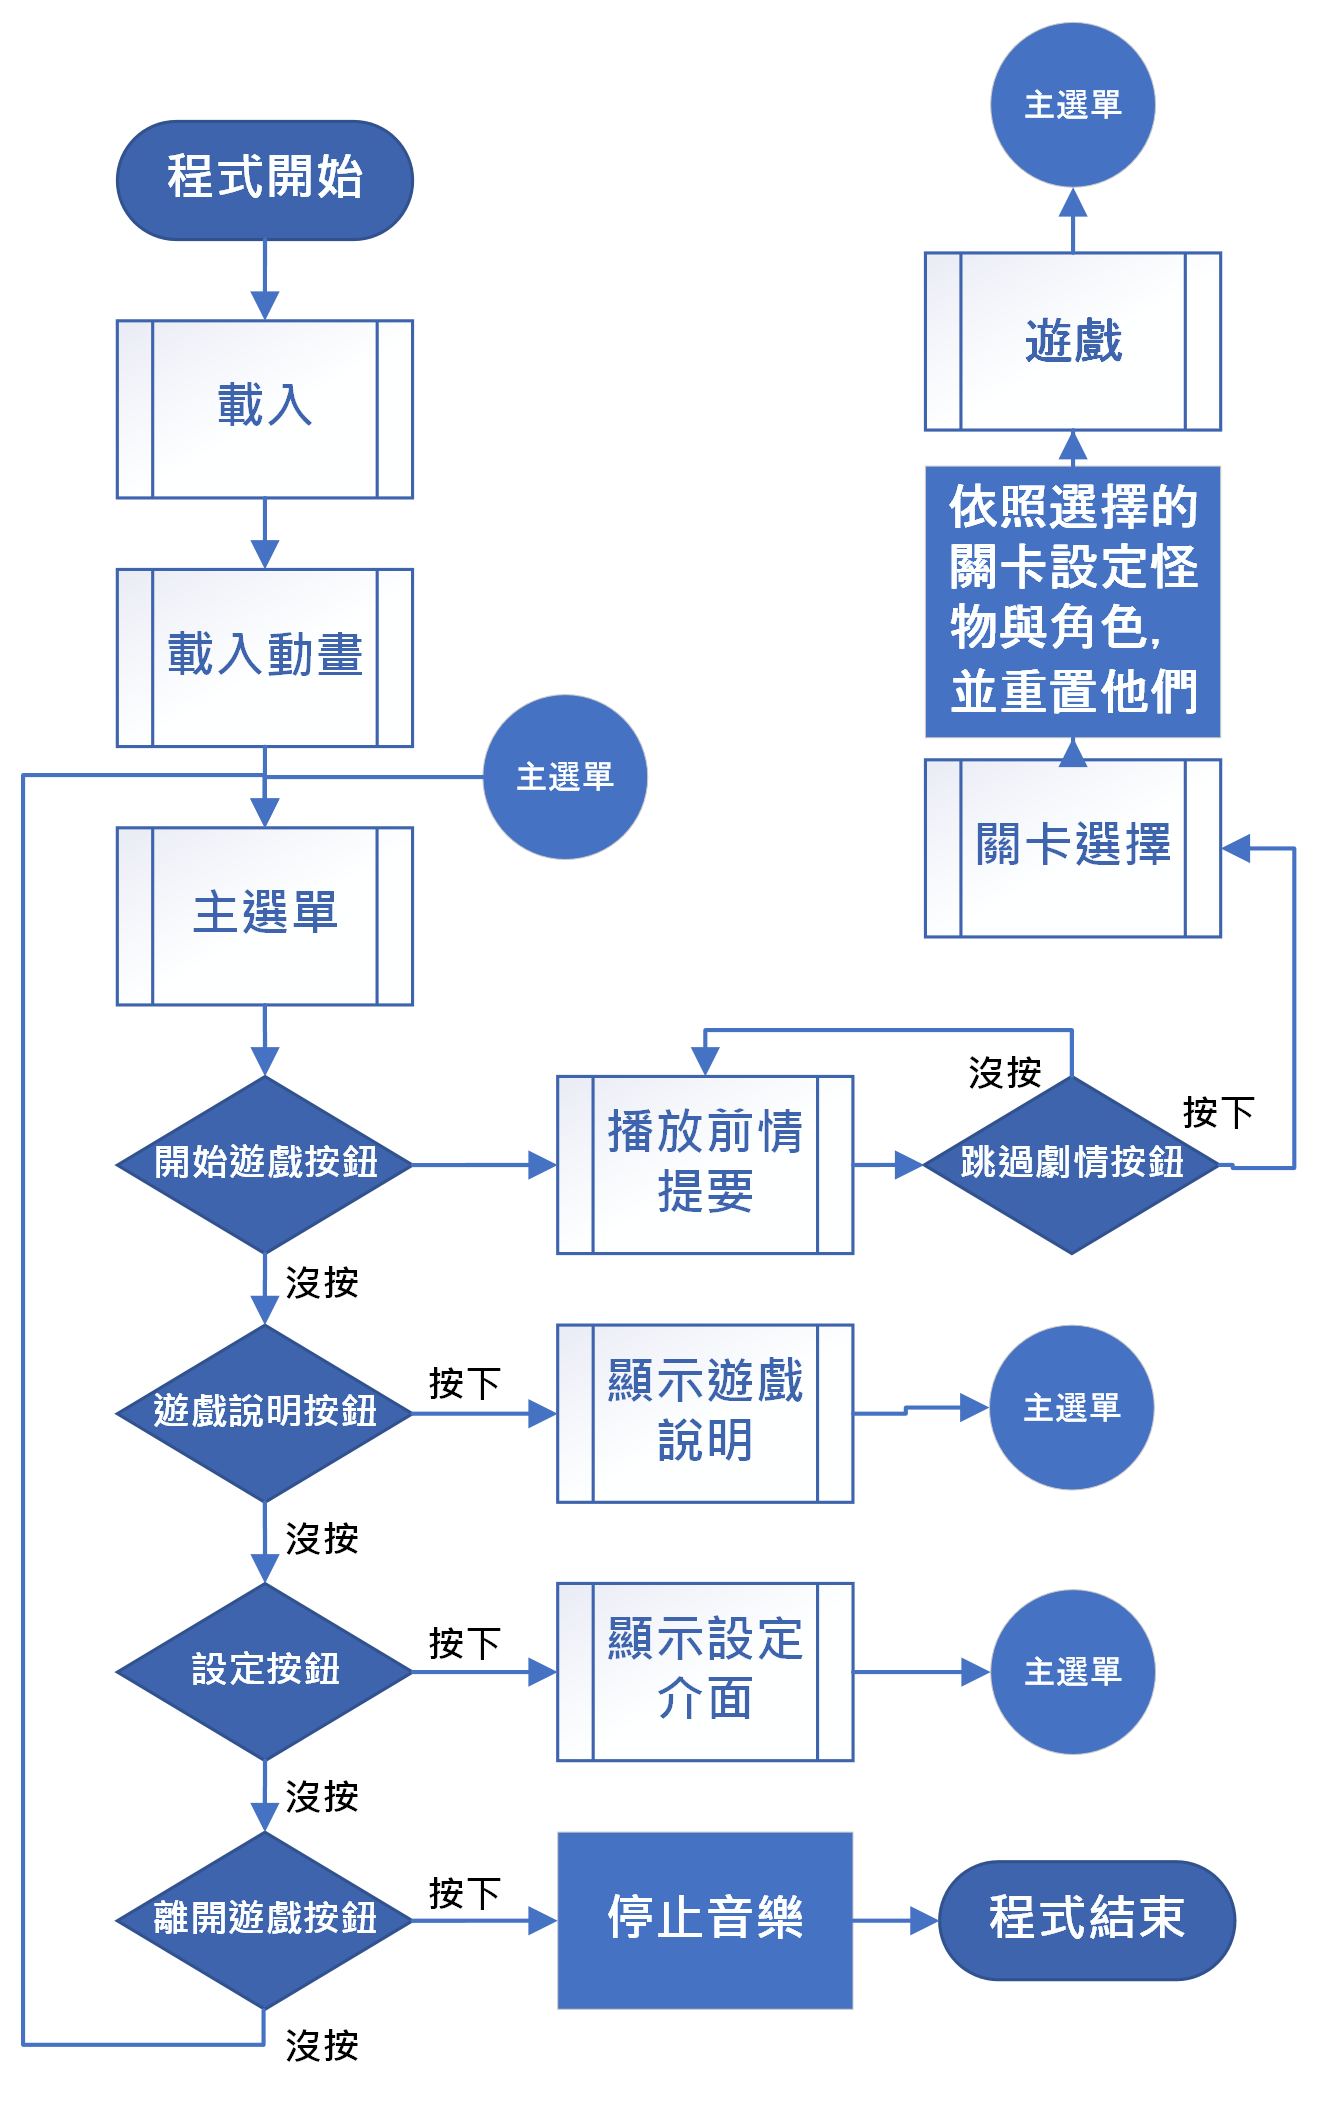 程式開始
載入
載入動畫
主選單
主選單
開始遊戲按鈕
播放前情
提要
沒按
跳過劇情按鈕
按下
關卡選擇
依照選擇的
關卡設定怪
物與角色,
並重置他們
遊戲
主選單
沒按
遊戲說明按鈕
按下
顯示遊戲
說明
主選單
沒按
設定按鈕
按下
顯示設定
介面
主選單
沒按
離開遊戲按鈕
按下
停止音樂
程式結束
沒按